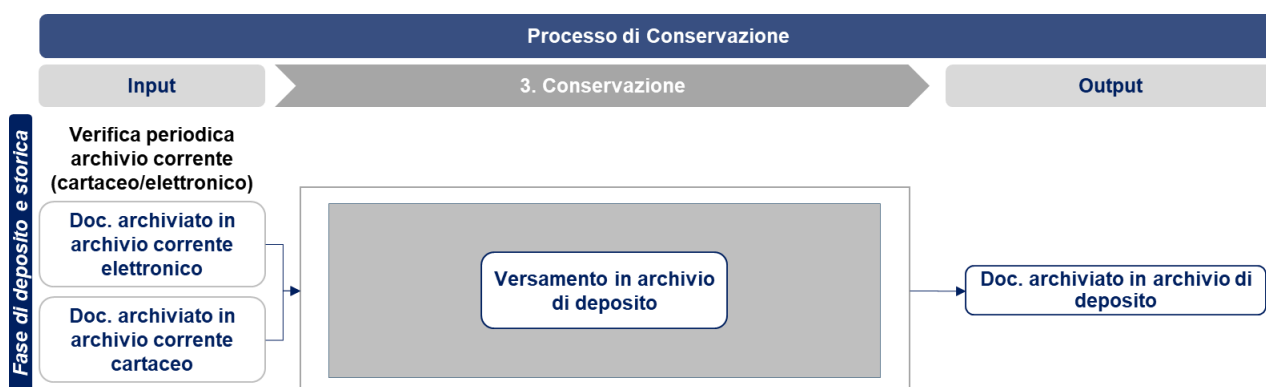 Processo di Conservazione
Input
3. Conservazione
Output
Fase di deposito e storica
Verifica periodica
archivio corrente
(cartaceo/elettronico)
Doc. archiviato in
archivio corrente
elettronico
Doc. archiviato in
archivio corrente
cartaceo
Versamento in archivio
di deposito
Doc. archiviato in archivio di
deposito